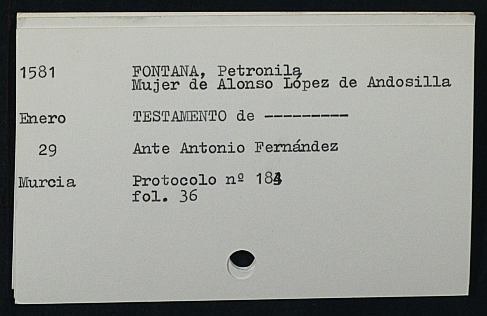 1581 FONTANA, Petronila
Mujer de Alonso López de Andosilla
Enero TESTAMENTO de ---------
29 Ante Antonio Fernández
Murcia Protocolo nº
fol. 36